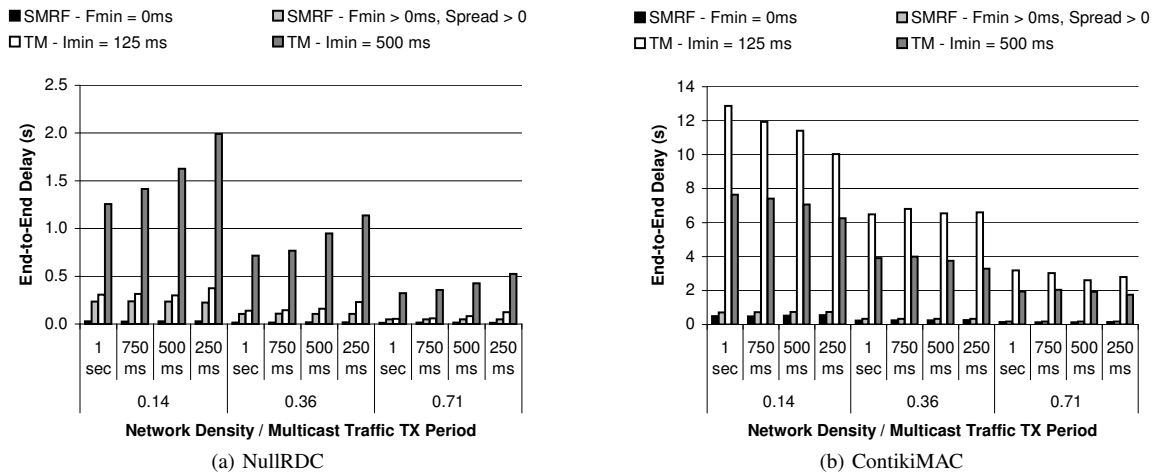 SMRF - Fmin = 0ms
SMRF - Fmin > 0ms, Spread > 0
TM - Imin = 125 ms
TM - Imin = 500 ms
2.5
2.0
1.5
1.0
0.5
0.0
End-to-End Delay (s)
1 750 500 250 1 750 500 250 1 750 500 250
sec ms ms ms sec ms ms ms sec ms ms ms
0.14 0.36 0.71
Network Density / Multicast Traffic TX Period
(a) NullRDC
SMRF - Fmin = 0ms
SMRF - Fmin > 0ms, Spread > 0
TM - Imin = 125 ms
TM - Imin = 500 ms
14
12
10
8
6
4
2
0
End-to-End Delay (s)
1 750 500 250 1 750 500 250 1 750 500 250
sec ms ms ms sec ms ms ms sec ms ms ms
0.14 0.36 0.71
Network Density / Multicast Traffic TX Period
(b) ContikiMAC